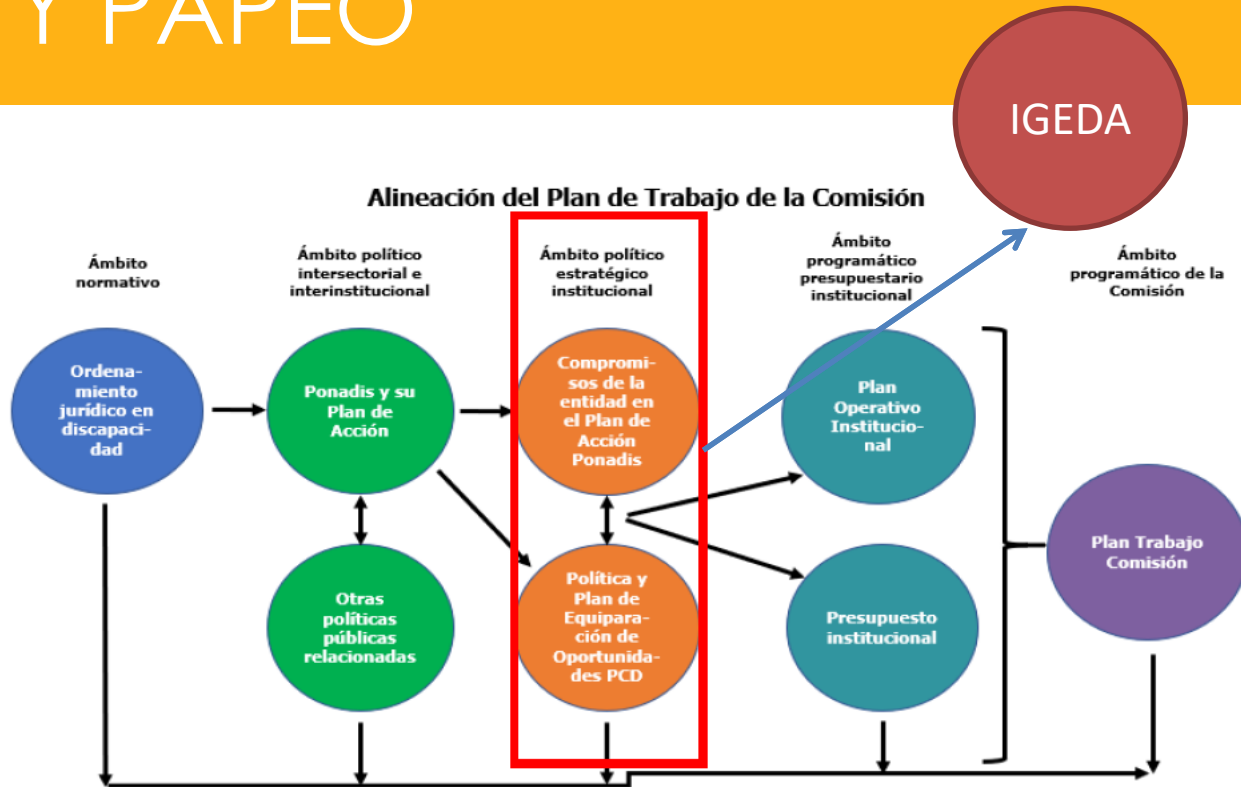 Y PAPEO
IGEDA
Alineación del Plan de Trabajo de la Comisión
Ámbito
normativo
Ámbito político
intersectorial e
interinstitucional
Ámbito político
estratégico
institucional
Ámbito
programático
presupuestario
institucional
Ámbito
programático de la
Comisión
Ordena-
miento
jurídico en
discapaci-
dad
Ponadis y su
Plan de
Acción
Compromi-
sos de la
entidad en
el Plan de
Acción
Ponadis
Plan
Operativo
Institucio-
nal
Otras
políticas
públicas
relacionadas
Política y
Plan de
Equipara-
ción de
Oportunida-
des PCD
Presupuesto
institucional
Plan Trabajo
Comisión